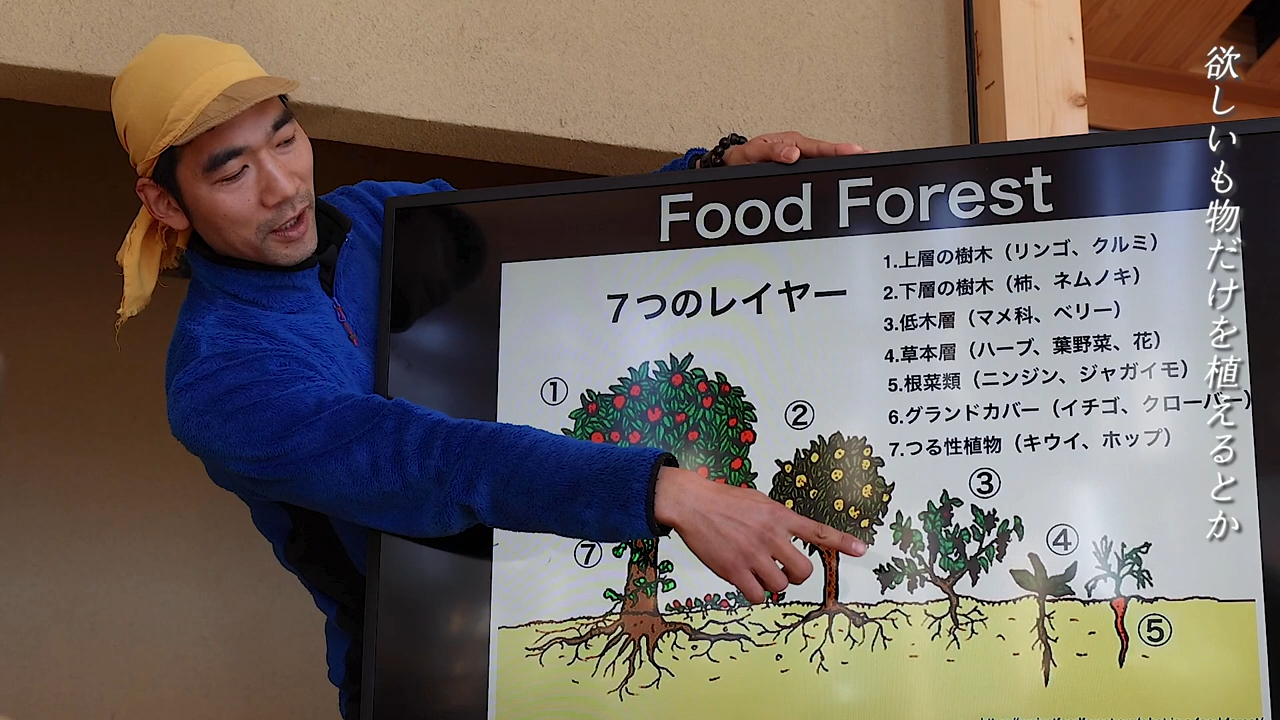 Food Forest
7つのレイヤー
1.上層の樹木（リンゴ、クルミ）
2.下層の樹木（柿、ネムノキ）
3.低木層（マメ科、ベリー）
4.草本層（ハーブ、葉野菜、花）
5.根菜類（ニンジン、ジャガイモ）
6.グランドカバー（イチゴ、クローバー）
7.つる性植物（キウイ、ホップ）
①
②
③
④
⑤
⑦
欲しいも物だけを植えるとか